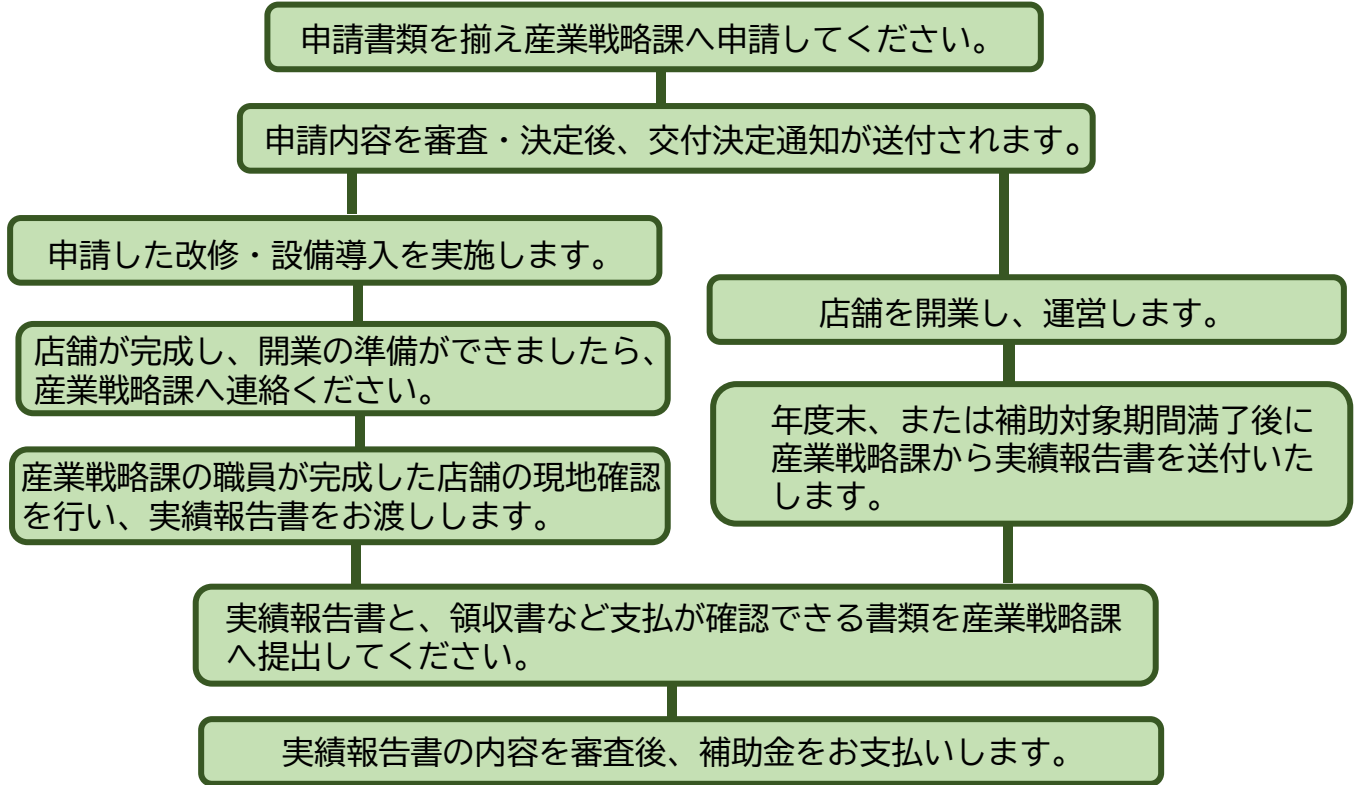 申請書類を揃え産業戦略課へ申請してください。
申請内容を審査・決定後、交付決定通知が送付されます。
申請した改修・設備導入を実施します。
店舗が完成し、開業の準備ができましたら、
産業戦略課へ連絡ください。
産業戦略課の職員が完成した店舗の現地確認
を行い、実績報告書をお渡しします。
店舗を開業し、運営します。
年度末、または補助対象期間満了後に
産業戦略課から実績報告書を送付いた
します。
実績報告書と、領収書など支払が確認できる書類を産業戦略課
へ提出してください。
実績報告書の内容を審査後、補助金をお支払いします。